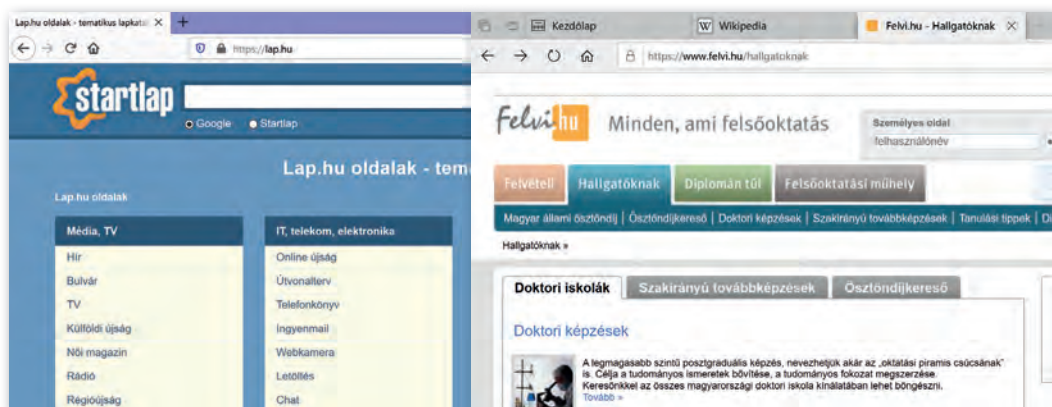 Lap.hu oldalak - tematikus lapkata
https://lap.hu
startlap
Google Startlap
Lap.hu oldalak - tem
Lap.hu oldalak
Média, TV
Hír
Bulvár
TV
Külföldi újság
Női magazin
Rádió
Régióújság
IT, telekom, elektronika
Online újság
Útvonalterv
Telefonkönyv
Ingyenmail
Webkamera
Letöltés
Chat
Kezdőlap
W Wikipedia
Felvi.hu - Hallgatóknak
https://www.felvi.hu/hallgatoknak
Felvi.hu Minden, ami felsőoktatás
Személyes oldal
felhasználónév
Felvételi Hallgatóknak Diplomán túl Felsőoktatási műhely
Magyar állami ösztöndíj | Ösztöndíjkereső | Doktori képzések | Szakirányú továbbképzések | Tanulási tippek | Di
Hallgatóknak »
Doktori iskolák Szakirányú továbbképzések Ösztöndíjkereső
Doktori képzések
A legmagasabb szintű posztgraduális képzés, nevezhetjük akár az „oktatási piramis csúcsának"
is. Célja a tudományos ismeretek bővítése, a tudományos fokozat megszerzése.
Keresőnkkel az összes magyarországi doktori iskola kínálatában lehet böngészni.
Tovább »